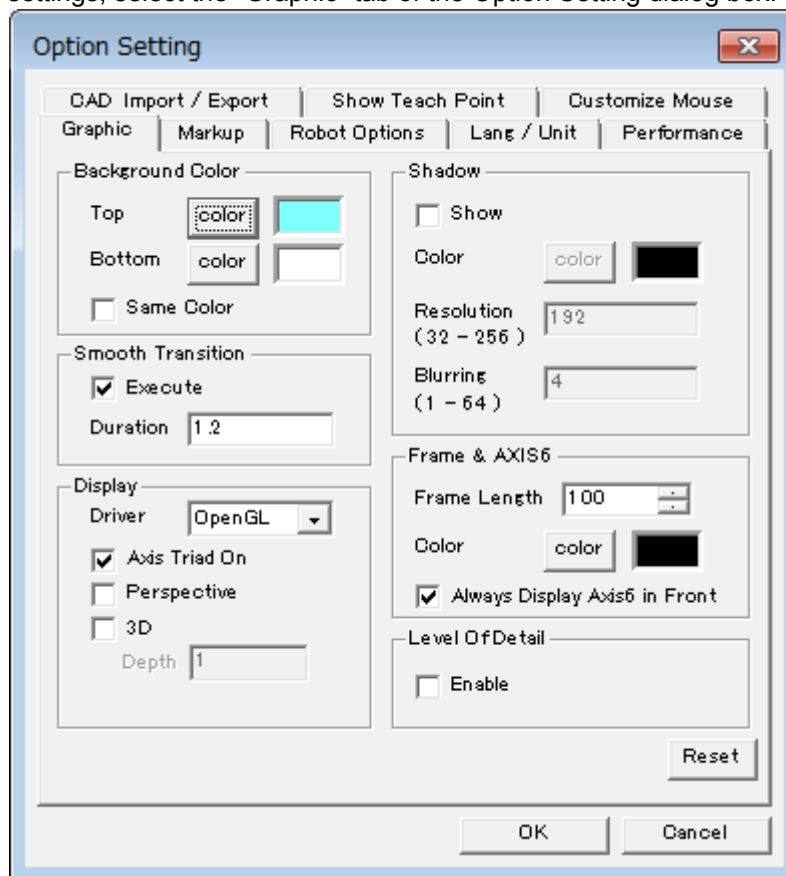 settings, select the "Graphic" tab of the Option Setting dialog box.
Option Setting
CAD Import / Export
Show Teach Point
Customize Mouse
Graphic
Markup
Robot Options
Lang / Unit
Performance
Background Color
Top
color
Bottom
color
Same Color
Smooth Transition
Execute
Duration
1.2
Display
Driver
OpenGL
Axis Triad On
Perspective
3D
Depth
1
Shadow
Show
Color
color
Resolution
(32 - 256)
192
Blurring
(1 - 64)
4
Frame & AXIS6
Frame Length
100
Color
color
Always Display Axis6 in Front
Level OfDetail
Enable
Reset
OK
Cancel